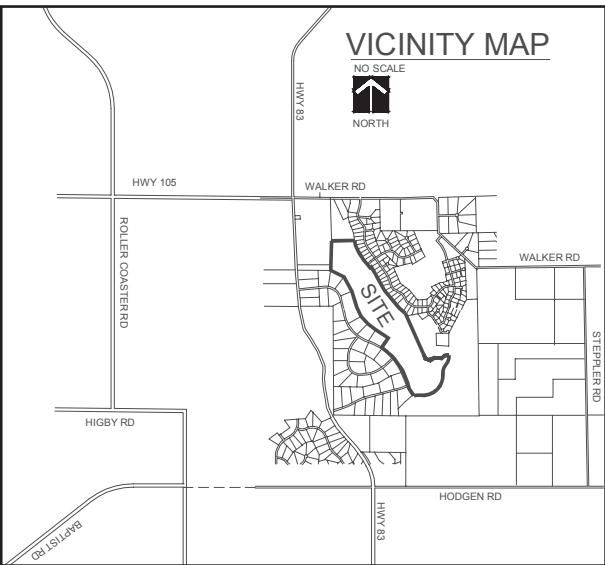 VICINITY MAP
NO SCALE
NORTH
HWY 83
HWY 105
WALKER RD
ROLLER COASTER RD
WALKER RD
SITE
STEPPLER RD
HIGBY RD
HODGEN RD
BAPTIST RD
HWY 83